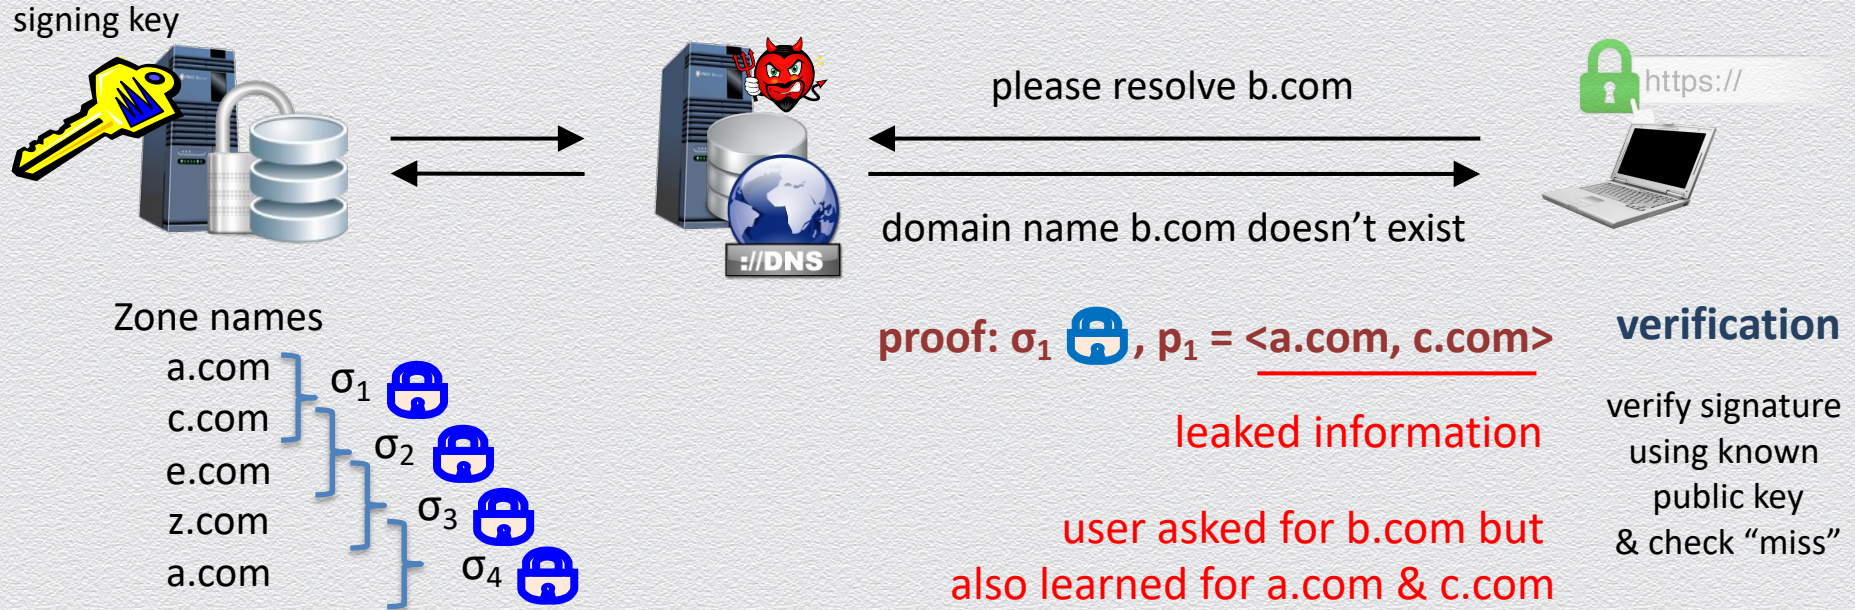 signing key
please resolve b.com
https://
domain name b.com doesn’t exist
://DNS
Zone names
a.com
c.com
e.com
z.com
a.com
σ1
σ2
σ3
σ4
proof: σ1 , p1 = <a.com, c.com>
leaked information
user asked for b.com but
also learned for a.com & c.com
verification
verify signature
using known
public key
& check “miss”